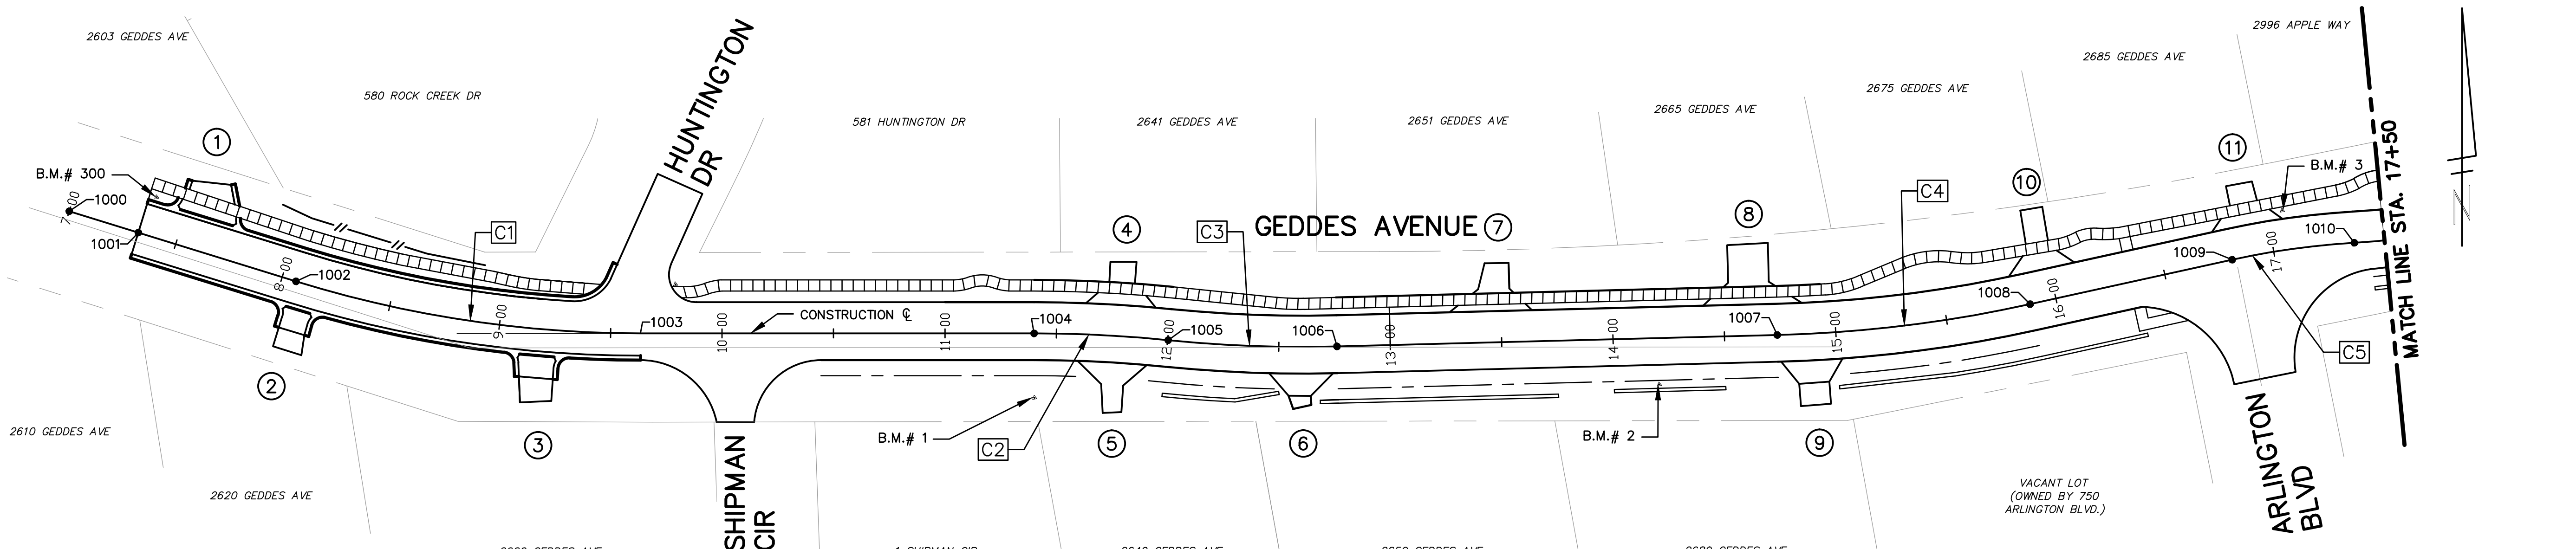 2603 GEDDES AVE
580 ROCK CREEK DR
HUNTINGTON
DR
581 HUNTINGTON DR
2641 GEDDES AVE
2651 GEDDES AVE
2665 GEDDES AVE
2675 GEDDES AVE
2685 GEDDES AVE
2996 APPLE WAY
MATCH LINE STA. 17+50
N
1
B.M.# 300
7+00
1000
1001
8+00
1002
C1
9+00
1003
10+00
CONSTRUCTION ℄
11+00
1004
4
12+00
1005
C3
GEDDES AVENUE
1006
13+00
7
14+00
8
1007
15+00
C4
10
1008
16+00
11
B.M.# 3
1009
17+00
1010
C5
2
3
B.M.# 1
C2
5
6
B.M.# 2
9
2610 GEDDES AVE
2620 GEDDES AVE
SHIPMAN
CIR
VACANT LOT
(OWNED BY 750
ARLINGTON BLVD.)
ARLINGTON
BLVD